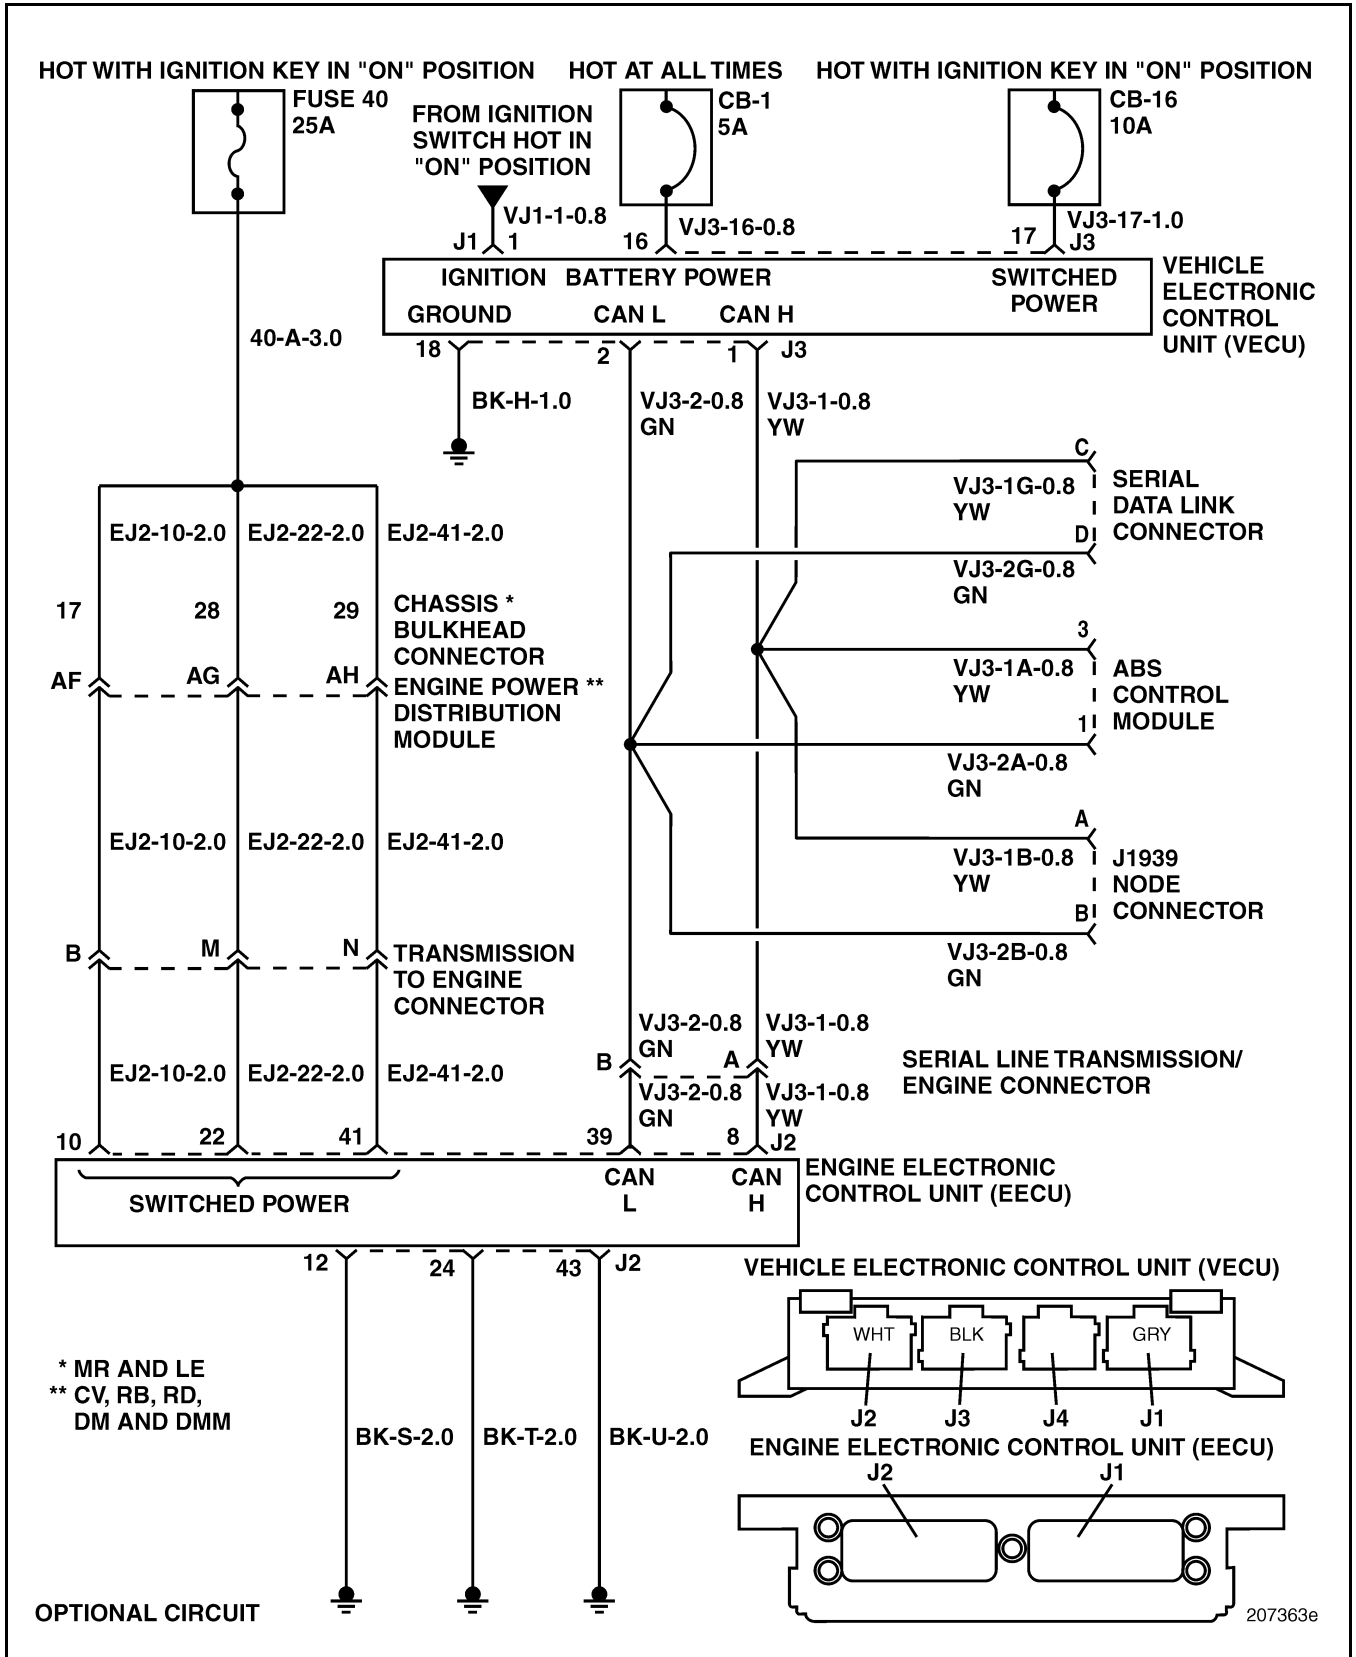 HOT WITH IGNITION KEY IN "ON" POSITION
HOT AT ALL TIMES
HOT WITH IGNITION KEY IN "ON" POSITION
FUSE 40
25A
FROM IGNITION
SWITCH HOT IN
"ON" POSITION
CB-1
5A
CB-16
10A
VJ1-1-0.8
VJ3-16-0.8
VJ3-17-1.0
J1
1
16
17
J3
IGNITION
BATTERY POWER
SWITCHED
POWER
GROUND
CAN L
CAN H
VEHICLE
ELECTRONIC
CONTROL
UNIT (VECU)
40-A-3.0
18
2
1
J3
BK-H-1.0
VJ3-2-0.8
GN
VJ3-1-0.8
YW
C
VJ3-1G-0.8
YW
D
SERIAL
DATA LINK
CONNECTOR
VJ3-2G-0.8
GN
EJ2-10-2.0
EJ2-22-2.0
EJ2-41-2.0
17
28
29
CHASSIS *
BULKHEAD
CONNECTOR
AF
AG
AH
ENGINE POWER **
DISTRIBUTION
MODULE
3
VJ3-1A-0.8
YW
1
ABS
CONTROL
MODULE
VJ3-2A-0.8
GN
EJ2-10-2.0
EJ2-22-2.0
EJ2-41-2.0
A
VJ3-1B-0.8
YW
B
J1939
NODE
CONNECTOR
VJ3-2B-0.8
GN
B
M
N
TRANSMISSION
TO ENGINE
CONNECTOR
VJ3-2-0.8
GN
VJ3-1-0.8
YW
B
A
SERIAL LINE TRANSMISSION/
ENGINE CONNECTOR
EJ2-10-2.0
EJ2-22-2.0
EJ2-41-2.0
VJ3-2-0.8
GN
VJ3-1-0.8
YW
10
22
41
39
8
J2
SWITCHED POWER
CAN
L
CAN
H
ENGINE ELECTRONIC
CONTROL UNIT (EECU)
12
24
43
J2
VEHICLE ELECTRONIC CONTROL UNIT (VECU)
WHT
BLK
GRY
J2
J3
J4
J1
* MR AND LE
** CV, RB, RD,
DM AND DMM
BK-S-2.0
BK-T-2.0
BK-U-2.0
ENGINE ELECTRONIC CONTROL UNIT (EECU)
J2
J1
OPTIONAL CIRCUIT
207363e